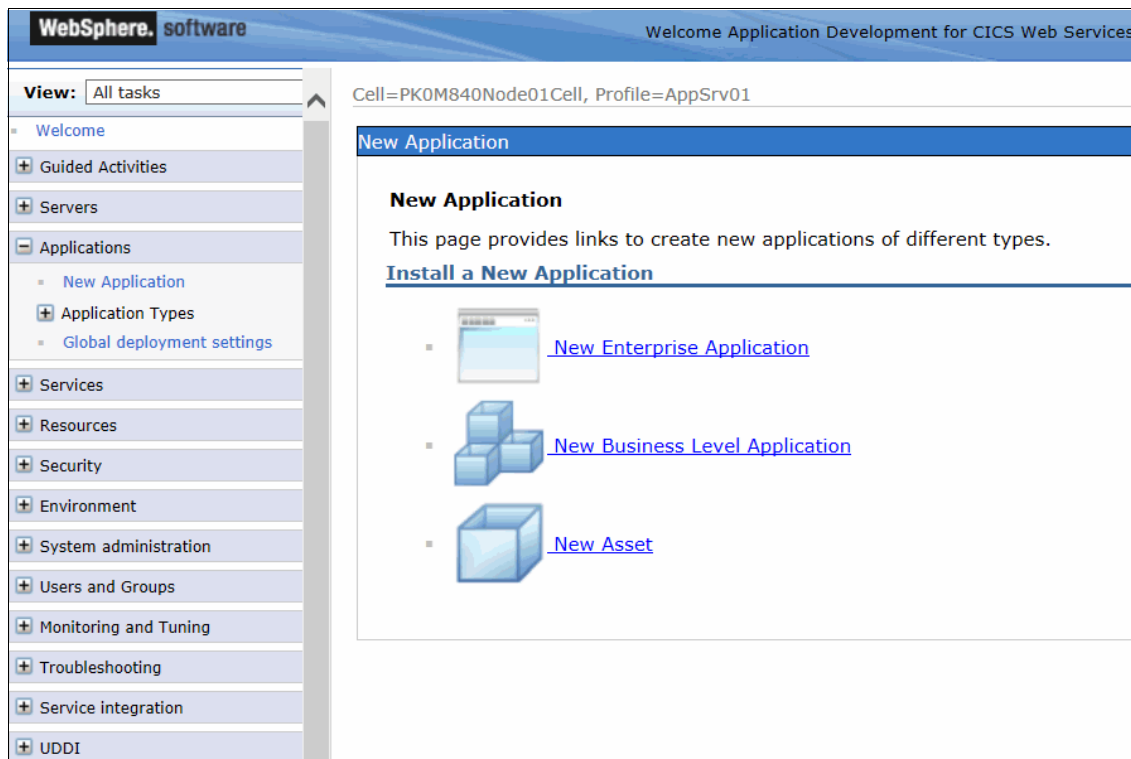 WebSphere. software
Welcome Application Development for CICS Web Services
View: All tasks
Welcome
Guided Activities
Servers
Applications
New Application
Application Types
Global deployment settings
Services
Resources
Security
Environment
System administration
Users and Groups
Monitoring and Tuning
Troubleshooting
Service integration
UDDI
Cell=PK0M840Node01Cell, Profile=AppSrv01
New Application
New Application
This page provides links to create new applications of different types.
Install a New Application
New Enterprise Application
New Business Level Application
New Asset